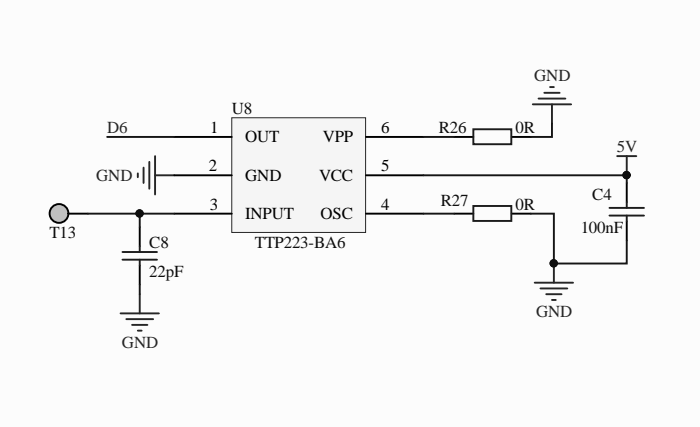 GND
U8
D6
1
OUT
VPP
6
R26
0R
5V
GND
2
GND
VCC
5
C4
100nF
T13
3
INPUT
OSC
4
R27
0R
TTP223-BA6
C8
22pF
GND
GND